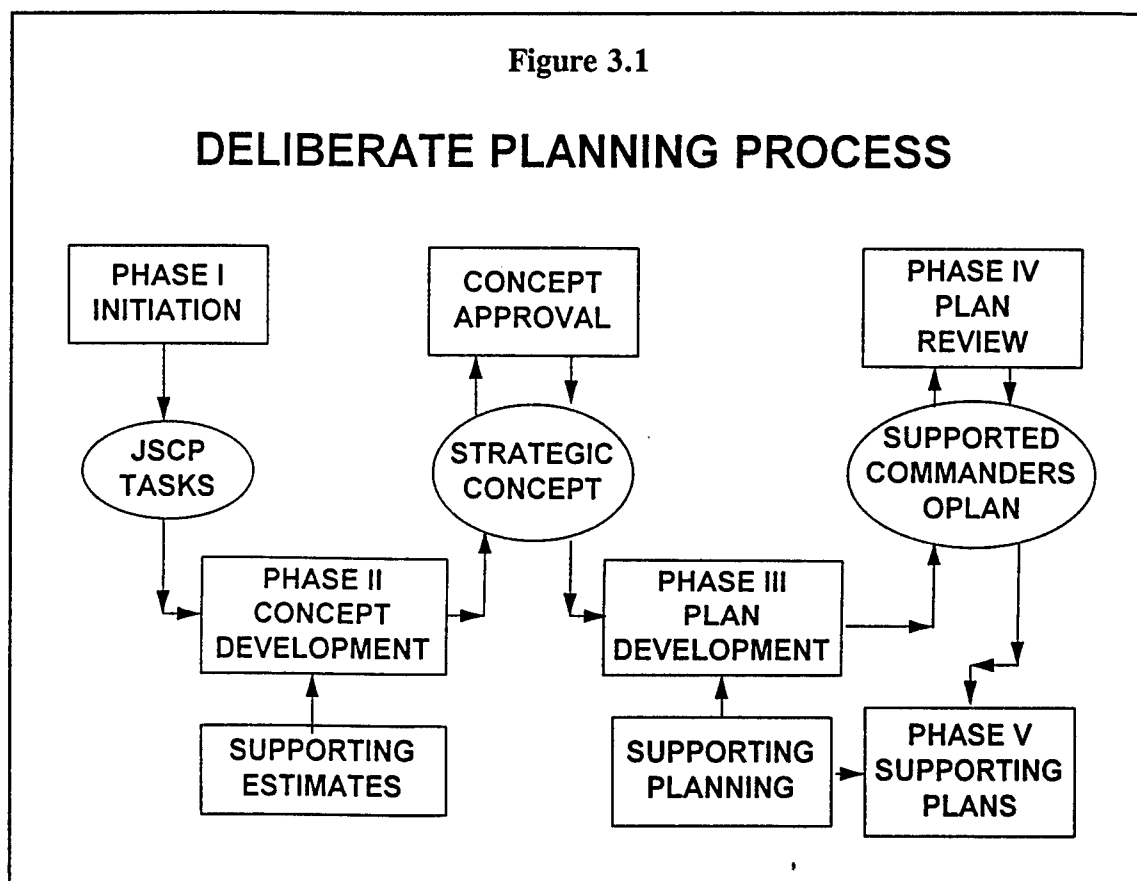 Figure 3.1
DELIBERATE PLANNING PROCESS
PHASE I
INITIATION
CONCEPT
APPROVAL
PHASE IV
PLAN
REVIEW
JSCP
TASKS
STRATEGIC
CONCEPT
SUPPORTED
COMMANDERS
OPLAN
PHASE II
CONCEPT
DEVELOPMENT
PHASE III
PLAN
DEVELOPMENT
SUPPORTING
ESTIMATES
SUPPORTING
PLANNING
PHASE V
SUPPORTING
PLANS